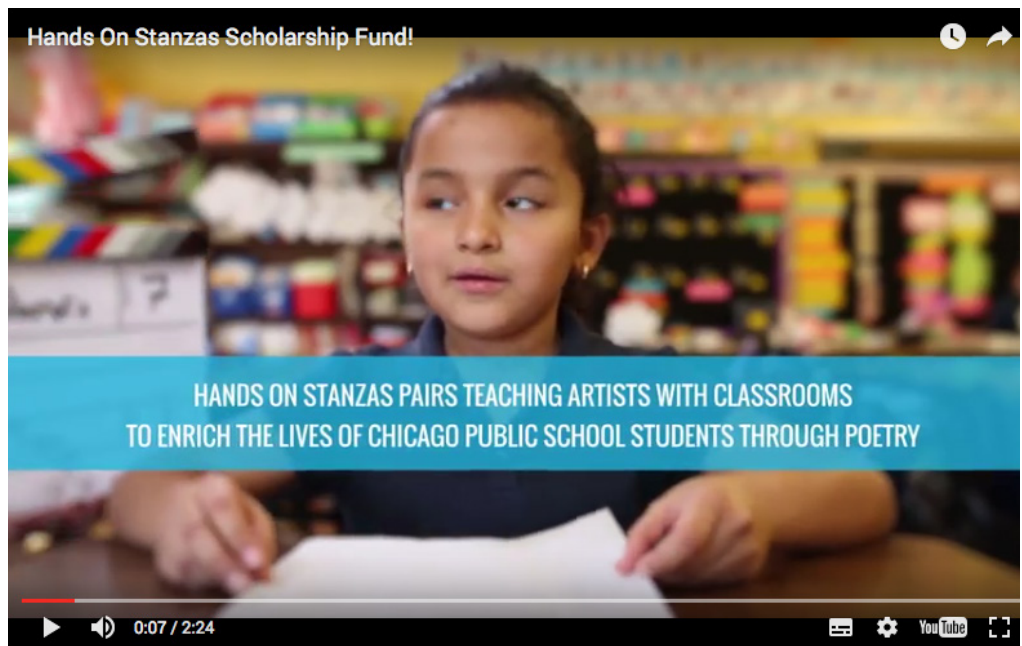 Hands On Stanzas Scholarship Fund!
7
HANDS ON STANZAS PAIRS TEACHING ARTISTS WITH CLASSROOMS
TO ENRICH THE LIVES OF CHICAGO PUBLIC SCHOOL STUDENTS THROUGH POETRY
0:07 / 2:24
YouTube